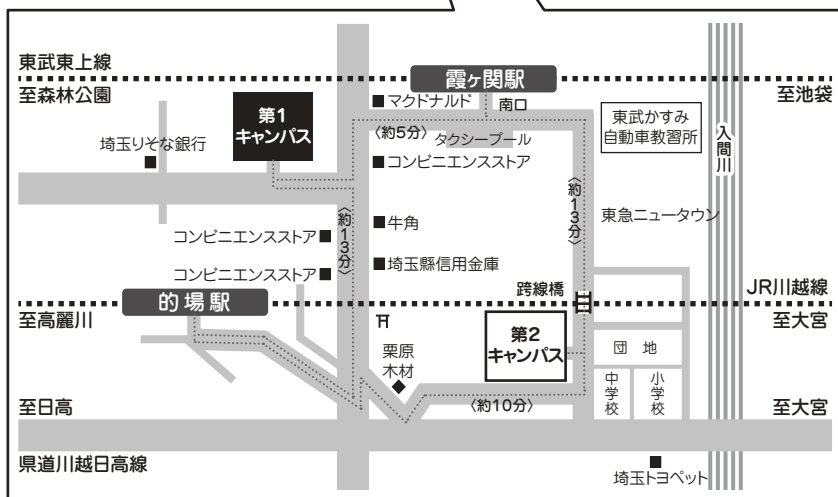 東武東上線
霞ヶ関駅
至森林公園
至池袋
マクドナルド
南口
第1
キャンパス
〈約5分〉
タクシープール
東武かすみ
自動車教習所
入間川
埼玉りそな銀行
コンビニエンスストア
〈約13分〉
〈約13分〉
東急ニュータウン
牛角
コンビニエンスストア
埼玉縣信用金庫
コンビニエンスストア
跨線橋
JR川越線
的場駅
至高麗川
至大宮
第2
キャンパス
栗原
木材
団地
中学校
小学校
〈約10分〉
至日高
至大宮
県道川越日高線
埼玉トヨペット